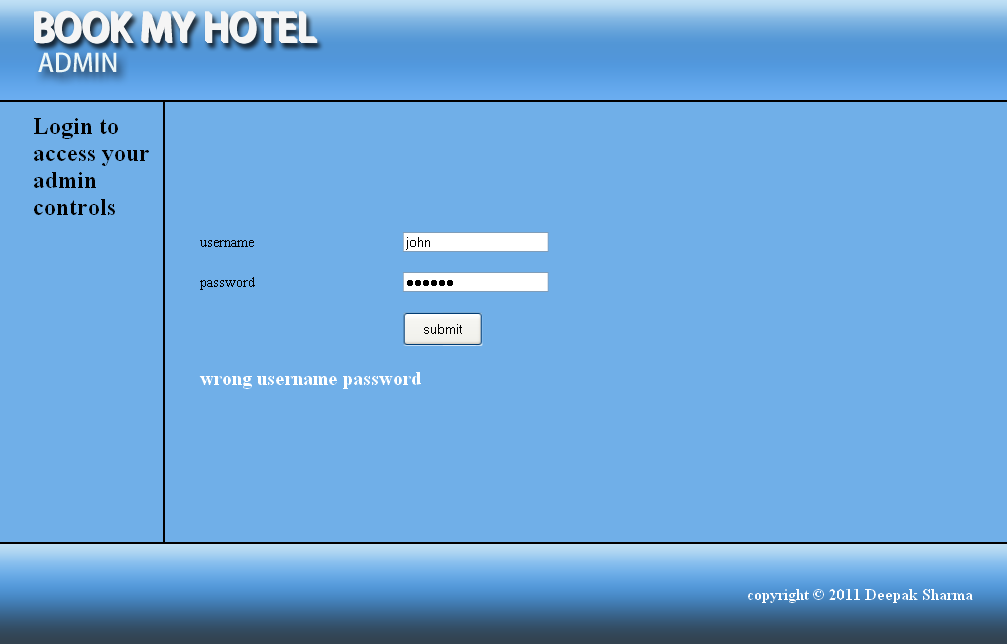 BOOK MY HOTEL
ADMIN
Login to
access your
admin
controls
username
john
password
••••••
submit
wrong username password
copyright © 2011 Deepak Sharma